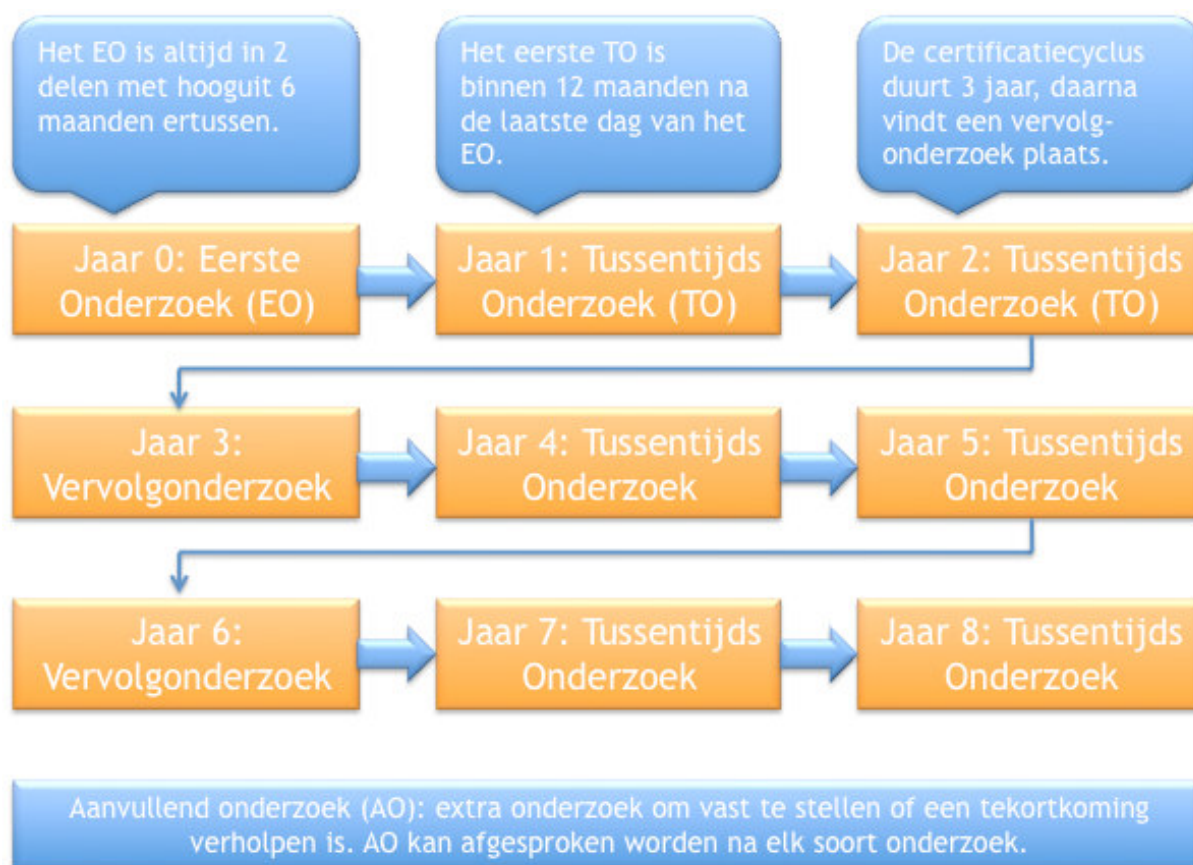 Het EO is altijd in 2
delen met hooguit 6
maanden ertussen.
Het eerste TO is
binnen 12 maanden na
de laatste dag van het
EO.
De certificatiecyclus
duurt 3 jaar, daarna
vindt een vervolg-
onderzoek plaats.
Jaar 0: Eerste
Onderzoek (EO)
Jaar 1: Tussentijds
Onderzoek (TO)
Jaar 2: Tussentijds
Onderzoek (TO)
Jaar 3:
Vervolgonderzoek
Jaar 4: Tussentijds
Onderzoek
Jaar 5: Tussentijds
Onderzoek
Jaar 6:
Vervolgonderzoek
Jaar 7: Tussentijds
Onderzoek
Jaar 8: Tussentijds
Onderzoek
Aanvullend onderzoek (AO): extra onderzoek om vast te stellen of een tekortkoming
verholpen is. AO kan afgesproken worden na elk soort onderzoek.